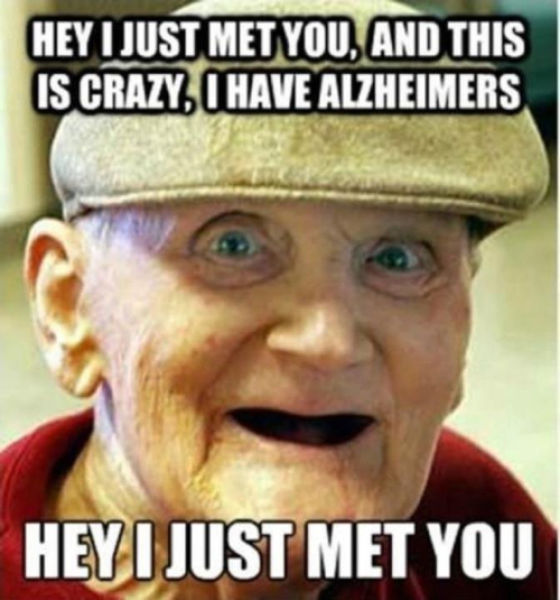 HEY I JUST MET YOU, AND THIS
IS CRAZY, I HAVE ALZHEIMERS
HEY I JUST MET YOU